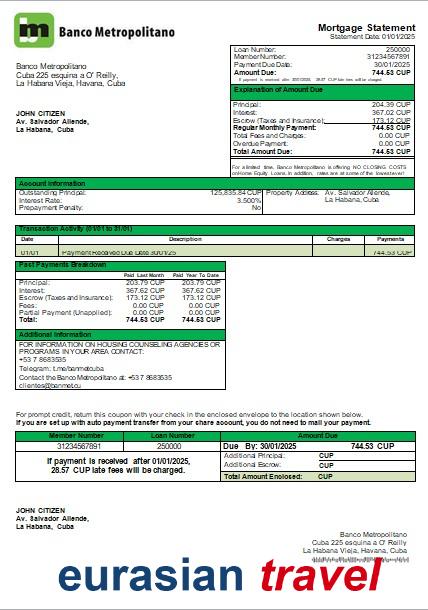 bm Banco Metropolitano
Mortgage Statement
Statement Date: 01/01/2025
Banco Metropolitano
Cuba 225 esquina a O' Reilly,
La Habana Vieja, Havana, Cuba
JOHN CITIZEN
Av. Salvador Allende,
La Habana, Cuba
Loan Number: 250000
Member Number: 31234567891
Payment Due Date: 30/01/2025
Amount Due: 744.53 CUP
If payment is received after 30/01/2025, 28.57 CUP late fees will be charged.
Explanation of Amount Due
Principal: 204.39 CUP
Interest: 367.02 CUP
Escrow (Taxes and Insurance): 173.12 CUP
Regular Monthly Payment: 744.53 CUP
Total Fees and Charges: 0.00 CUP
Overdue Payment: 0.00 CUP
Total Amount Due: 744.53 CUP
For a limited time, Banco Metropolitano is offering NO CLOSING COSTS
on Home Equity Loans. In addition, rates are at some of the lowest ever!
Account Information
Outstanding Principal: 125,835.84 CUP
Interest Rate: 3.500%
Prepayment Penalty: No
Property Address: Av. Salvador Allende,
La Habana, Cuba
Transaction Activity (01/01 to 31/01)
Date Description Charges Payments
01/01 Payment Received Due Date 30/01/25 744.53 CUP
Past Payments Breakdown
Paid Last Month Paid Year To Date
Principal: 203.79 CUP 203.79 CUP
Interest: 367.62 CUP 367.62 CUP
Escrow (Taxes and Insurance): 173.12 CUP 173.12 CUP
Fees: 0.00 CUP 0.00 CUP
Partial Payment (Unapplied): 0.00 CUP 0.00 CUP
Total: 744.53 CUP 744.53 CUP
Additional Information
FOR INFORMATION ON HOUSING COUNSELING AGENCIES OR
PROGRAMS IN YOUR AREA CONTACT:
+53 7 8683535
Telegram: t.me/banmetcuba
Contact the Banco Metropolitano at: +53 7 8683535
clientes@banmet.cu
For prompt credit, return this coupon with your check in the enclosed envelope to the location shown below.
If you are set up with auto payment transfer from your share account, you do not need to mail your payment.
Member Number Loan Number Amount Due
31234567891 250000 Due By: 30/01/2025 744.53 CUP
If payment is received after 01/01/2025,
28.57 CUP late fees will be charged.
Additional Principal: CUP
Additional Escrow: CUP
Total Amount Enclosed: CUP
JOHN CITIZEN
Av. Salvador Allende,
La Habana, Cuba
Banco Metropolitano
Cuba 225 esquina a O' Reilly
La Habana Vieja, Havana, Cuba
eurasian travel